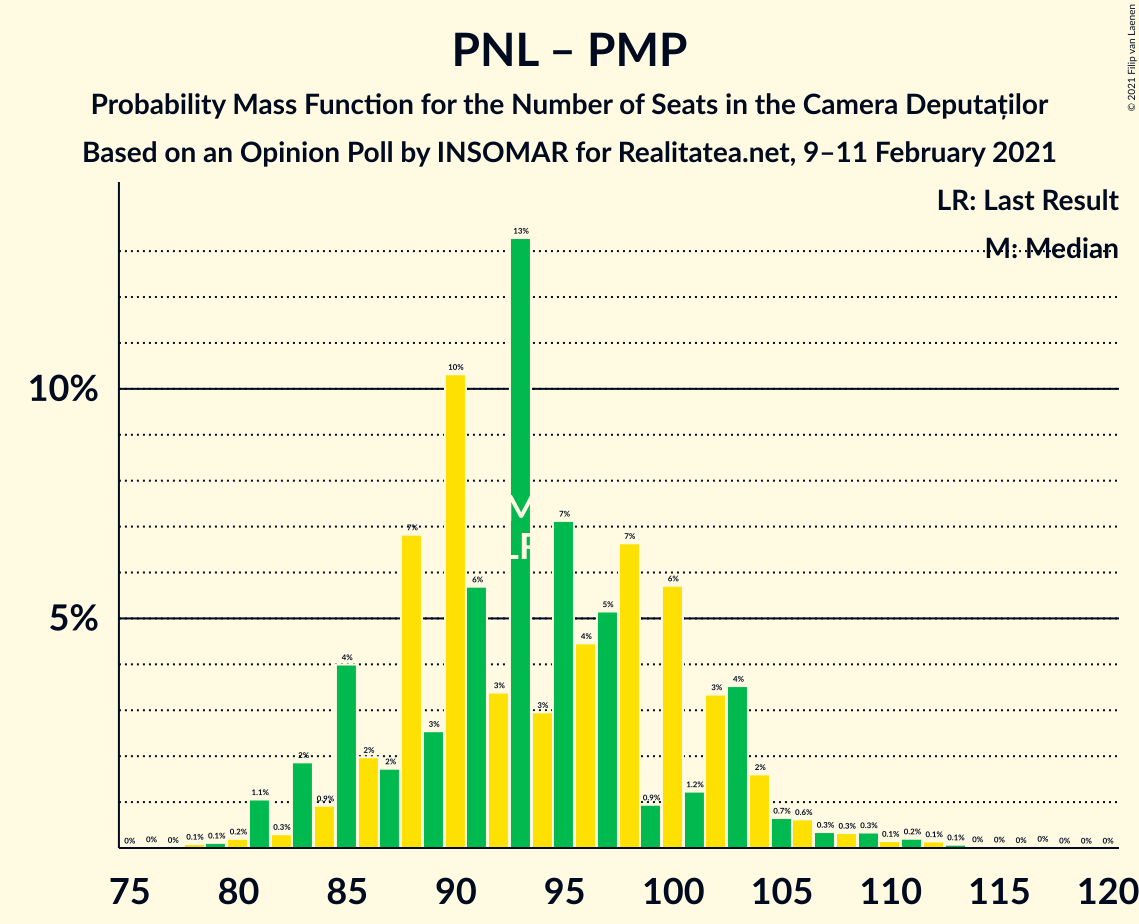 PNL – PMP
Probability Mass Function for the Number of Seats in the Camera Deputaților
Based on an Opinion Poll by INSOMAR for Realitatea.net, 9–11 February 2021
© 2021 Filip van Laenen
LR: Last Result
M: Median
10%
5%
0% 0% 0% 0.1% 0.1% 0.2% 1.1% 0.3% 2% 0.9% 4% 2% 2% 7% 3% 10% 6% 3% 13% 3% 7% 4% 5% 7% 0.9% 6% 1.2% 3% 4% 2% 0.7% 0.6% 0.3% 0.3% 0.3% 0.1% 0.2% 0.1% 0.1% 0% 0% 0% 0% 0% 0% 0%
M
LR
75 80 85 90 95 100 105 110 115 120